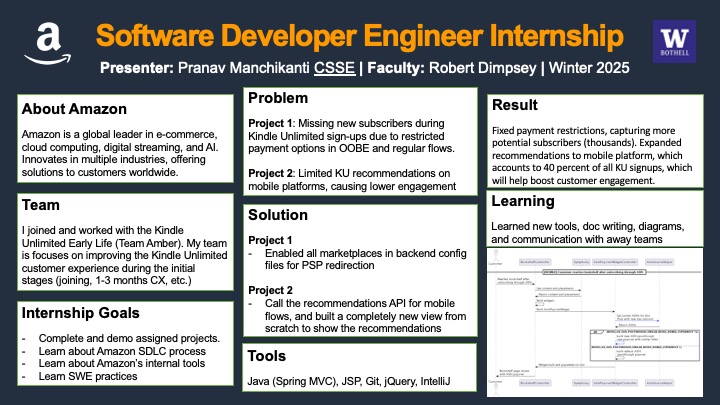 Software Developer Engineer Internship
Presenter: Pranav Manchikanti CSSE | Faculty: Robert Dimpsey | Winter 2025
W
BOTHELL
About Amazon
Amazon is a global leader in e-commerce,
cloud computing, digital streaming, and AI.
Innovates in multiple industries, offering
solutions to customers worldwide.
Team
I joined and worked with the Kindle
Unlimited Early Life (Team Amber). My team
is focuses on improving the Kindle Unlimited
customer experience during the initial
stages (joining, 1-3 months CX, etc.)
Internship Goals
- Complete and demo assigned projects.
- Learn about Amazon SDLC process
- Learn about Amazon's internal tools
- Learn SWE practices
Problem
Project 1: Missing new subscribers during
Kindle Unlimited sign-ups due to restricted
payment options in OOBE and regular flows.
Project 2: Limited KU recommendations on
mobile platforms, causing lower engagement
Solution
Project 1
- Enabled all marketplaces in backend config
files for PSP redirection
Project 2
- Call the recommendations API for mobile
flows, and built a completely new view from
scratch to show the recommendations
Tools
Java (Spring MVC), JSP, Git, jQuery, IntelliJ
Result
Fixed payment restrictions, capturing more
potential subscribers (thousands). Expanded
recommendations to mobile platform, which
accounts to 40 percent of all KU signups, which
will help boost customer engagement.
Learning
Learned new tools, doc writing, diagrams,
and communication with away teams